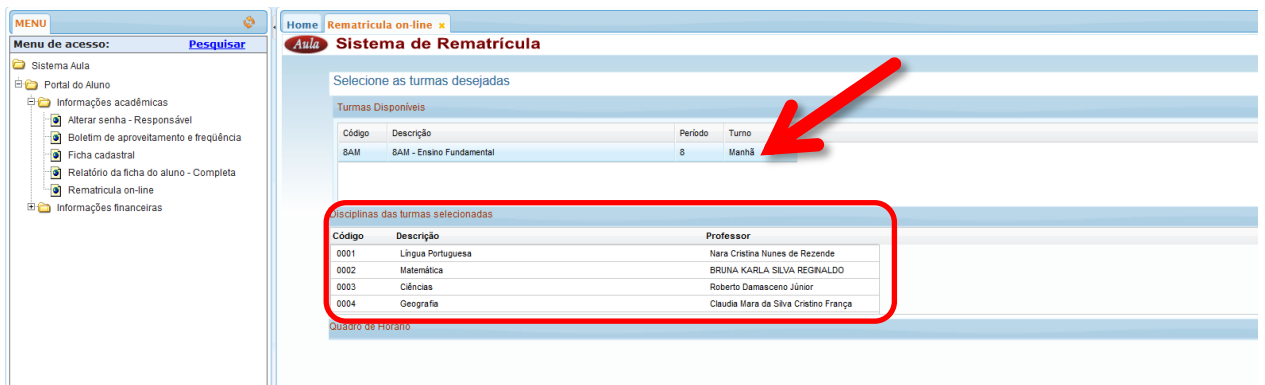 MENU
Menu de acesso: Pesquisar
Sistema Aula
Portal do Aluno
Informações acadêmicas
Alterar senha - Responsável
Boletim de aproveitamento e freqüência
Ficha cadastral
Relatório da ficha do aluno - Completa
Rematricula on-line
Informações financeiras
Home Rematricula on-line x
Aula Sistema de Rematrícula
Selecione as turmas desejadas
Turmas Disponíveis
Código Descrição Período Turno
8AM 8AM - Ensino Fundamental 8 Manhã
Disciplinas das turmas selecionadas
Código Descrição Professor
0001 Língua Portuguesa Nara Cristina Nunes de Rezende
0002 Matemática BRUNA KARLA SILVA REGINALDO
0003 Ciências Roberto Damasceno Júnior
0004 Geografia Claudia Mara da Silva Cristino França
Quadro de Horário